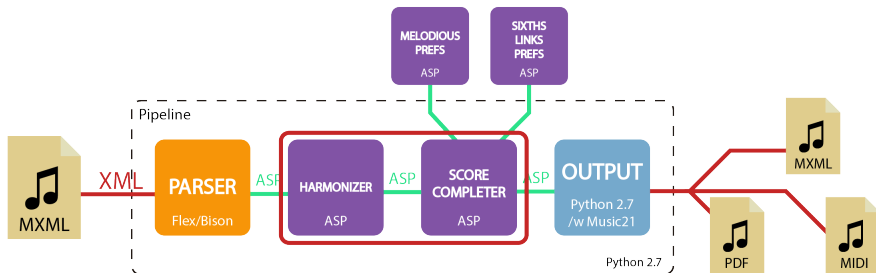 MELODIOUS
PREFS
ASP
SIXTHS
LINKS
PREFS
ASP
Pipeline
MXML
XML
PARSER
Flex/Bison
ASP
HARMONIZER
ASP
ASP
SCORE
COMPLETER
ASP
ASP
OUTPUT
Python 2.7
/w Music21
Python 2.7
MXML
PDF
MIDI